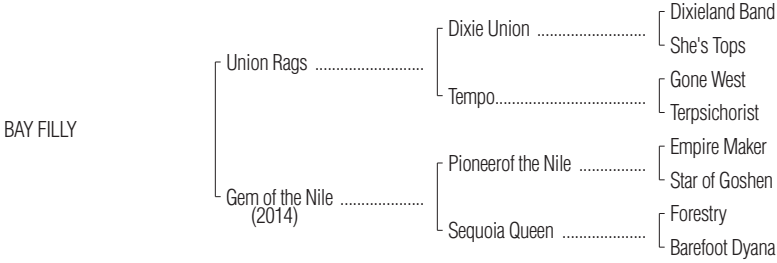 Dixieland Band
Dixie Union ..........................
She's Tops
Union Rags ..........................
Gone West
Tempo....................................
Terpsichorist
BAY FILLY
Empire Maker
Pioneerof the Nile ................
Star of Goshen
Gem of the Nile ....................
(2014)
Forestry
Sequoia Queen ....................
Barefoot Dyana